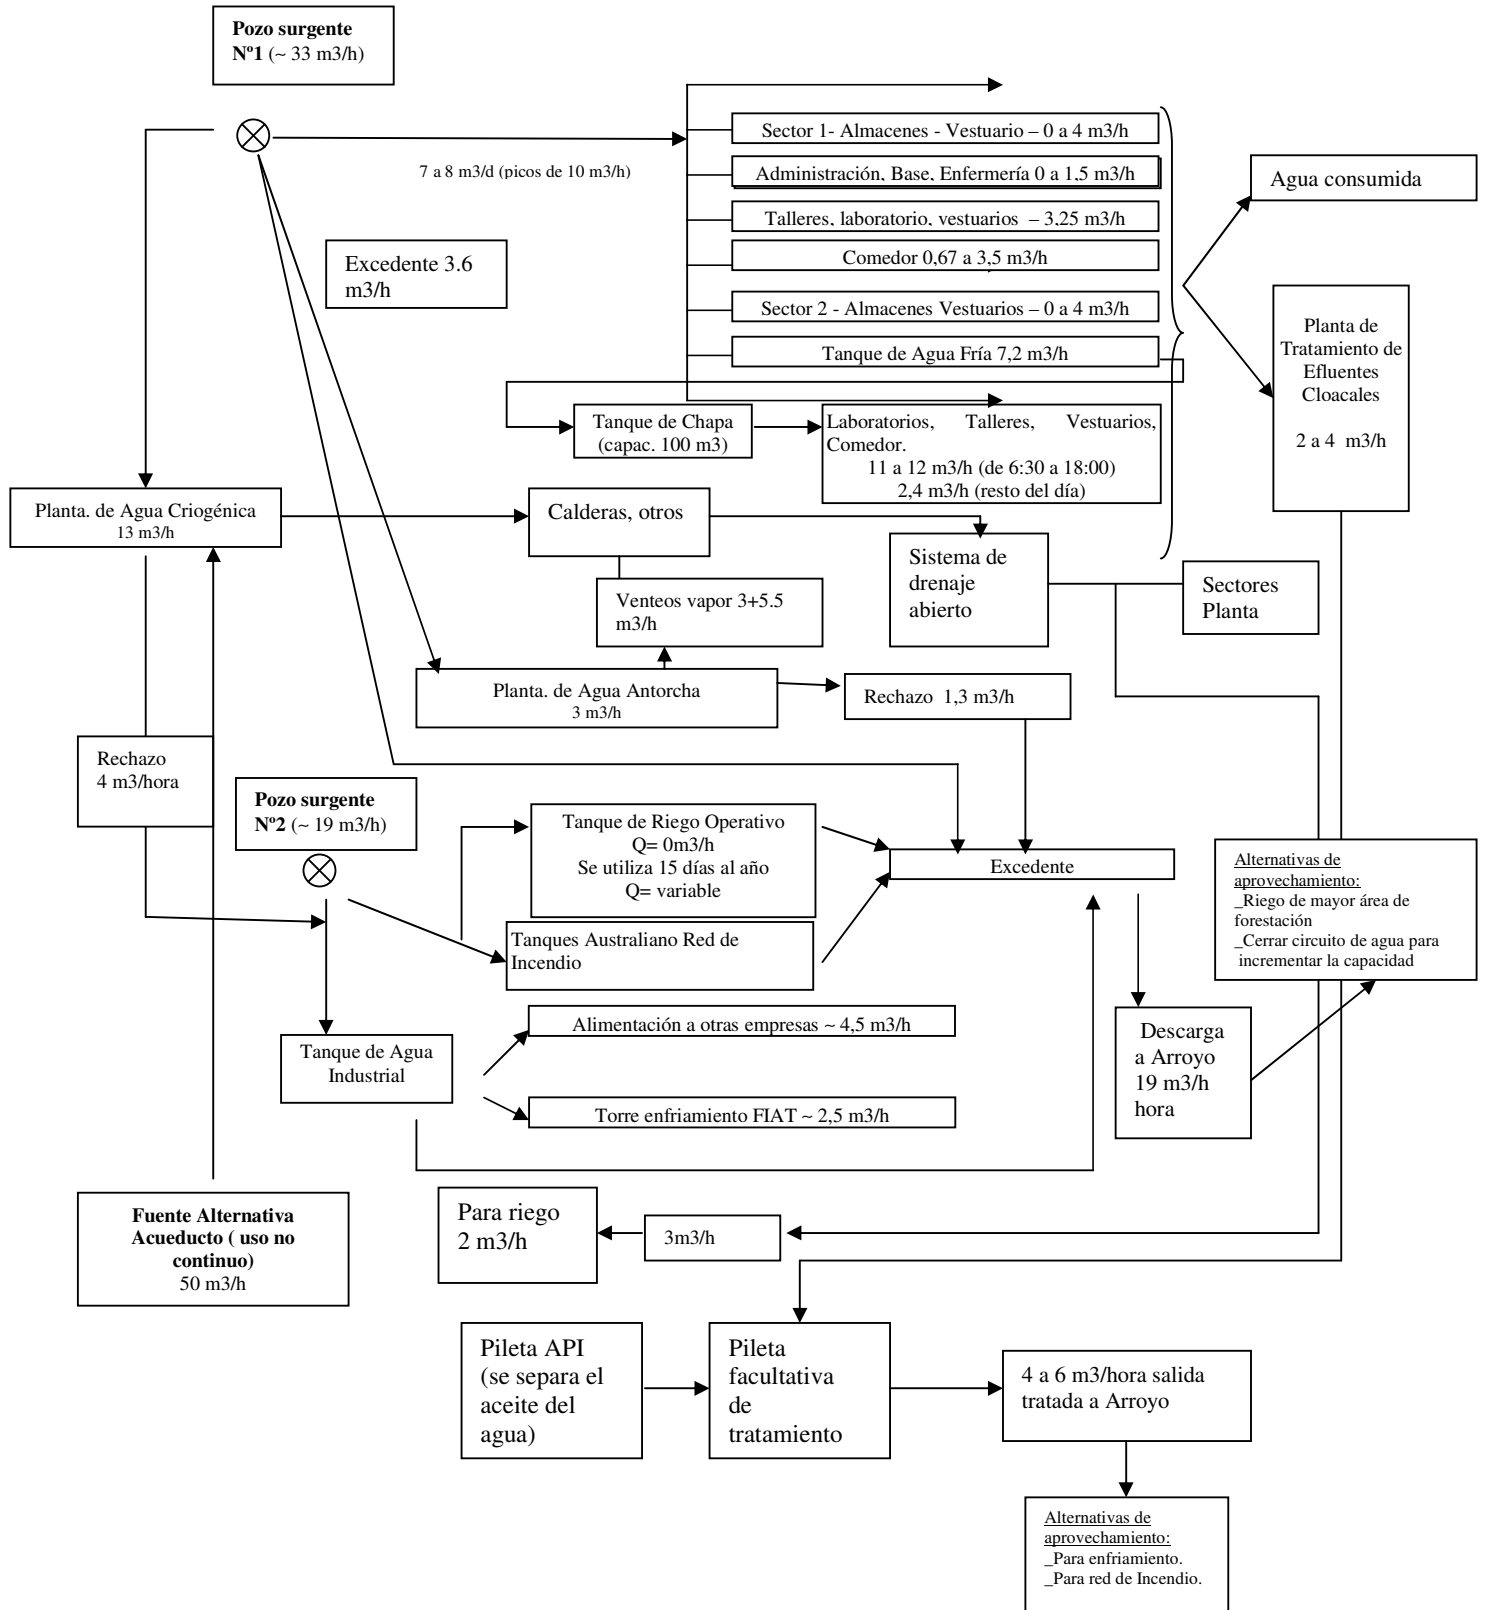 Pozo surgente
Nº1 (~ 33 m3/h)
Sector 1- Almacenes - Vestuario – 0 a 4 m3/h
7 a 8 m3/d (picos de 10 m3/h)
Administración, Base, Enfermería 0 a 1,5 m3/h
Agua consumida
Talleres, laboratorio, vestuarios – 3,25 m3/h
Excedente 3.6
m3/h
Comedor 0,67 a 3,5 m3/h
Sector 2 - Almacenes Vestuarios – 0 a 4 m3/h
Tanque de Agua Fría 7,2 m3/h
Planta de
Tratamiento de
Efluentes
Cloacales
2 a 4 m3/h
Tanque de Chapa
(capac. 100 m3)
Laboratorios, Talleres, Vestuarios,
Comedor.
11 a 12 m3/h (de 6:30 a 18:00)
2,4 m3/h (resto del día)
Planta. de Agua Criogénica
13 m3/h
Calderas, otros
Sistema de
drenaje
abierto
Sectores
Planta
Venteos vapor 3+5.5
m3/h
Planta. de Agua Antorcha
3 m3/h
Rechazo 1,3 m3/h
Rechazo
4 m3/hora
Pozo surgente
Nº2 (~ 19 m3/h)
Tanque de Riego Operativo
Q= 0m3/h
Se utiliza 15 días al año
Q= variable
Excedente
Alternativas de
aprovechamiento:
_Riego de mayor área de
forestación
_Cerrar circuito de agua para
incrementar la capacidad
Tanques Australiano Red de
Incendio
Alimentación a otras empresas ~ 4,5 m3/h
Tanque de Agua
Industrial
Descarga
a Arroyo
19 m3/h
hora
Torre enfriamiento FIAT ~ 2,5 m3/h
Fuente Alternativa
Acueducto ( uso no
continuo)
50 m3/h
Para riego
2 m3/h
3m3/h
Pileta API
(se separa el
aceite del
agua)
Pileta
facultativa
de
tratamiento
4 a 6 m3/hora salida
tratada a Arroyo
Alternativas de
aprovechamiento:
_Para enfriamiento.
_Para red de Incendio.